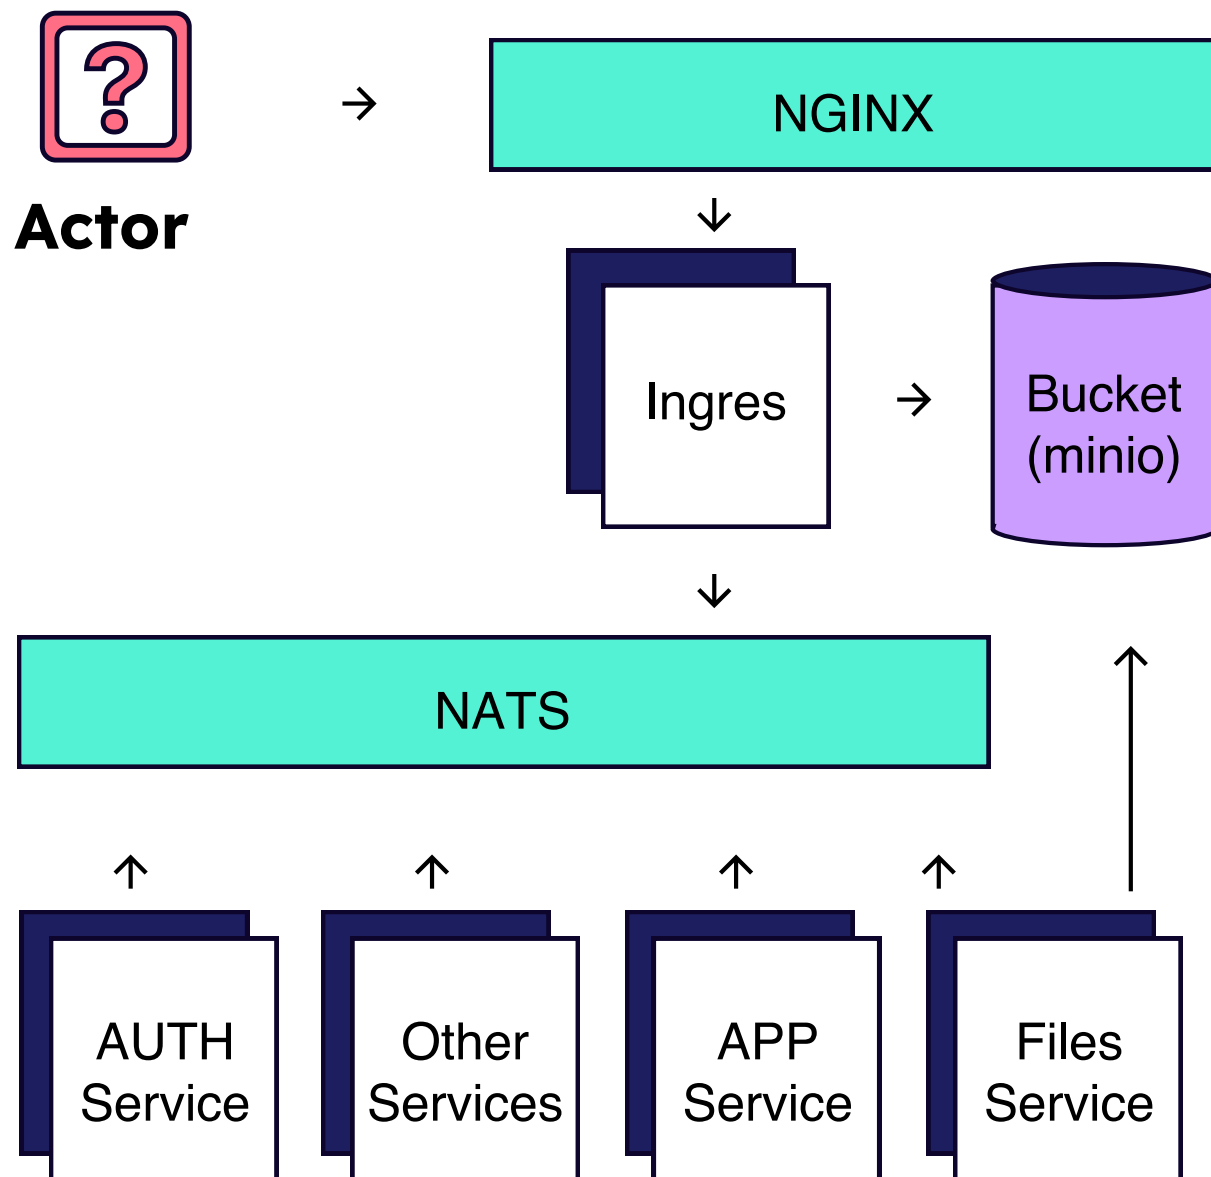 ?
Actor
NGINX
Ingres
Bucket
(minio)
NATS
AUTH
Service
Other
Services
APP
Service
Files
Service